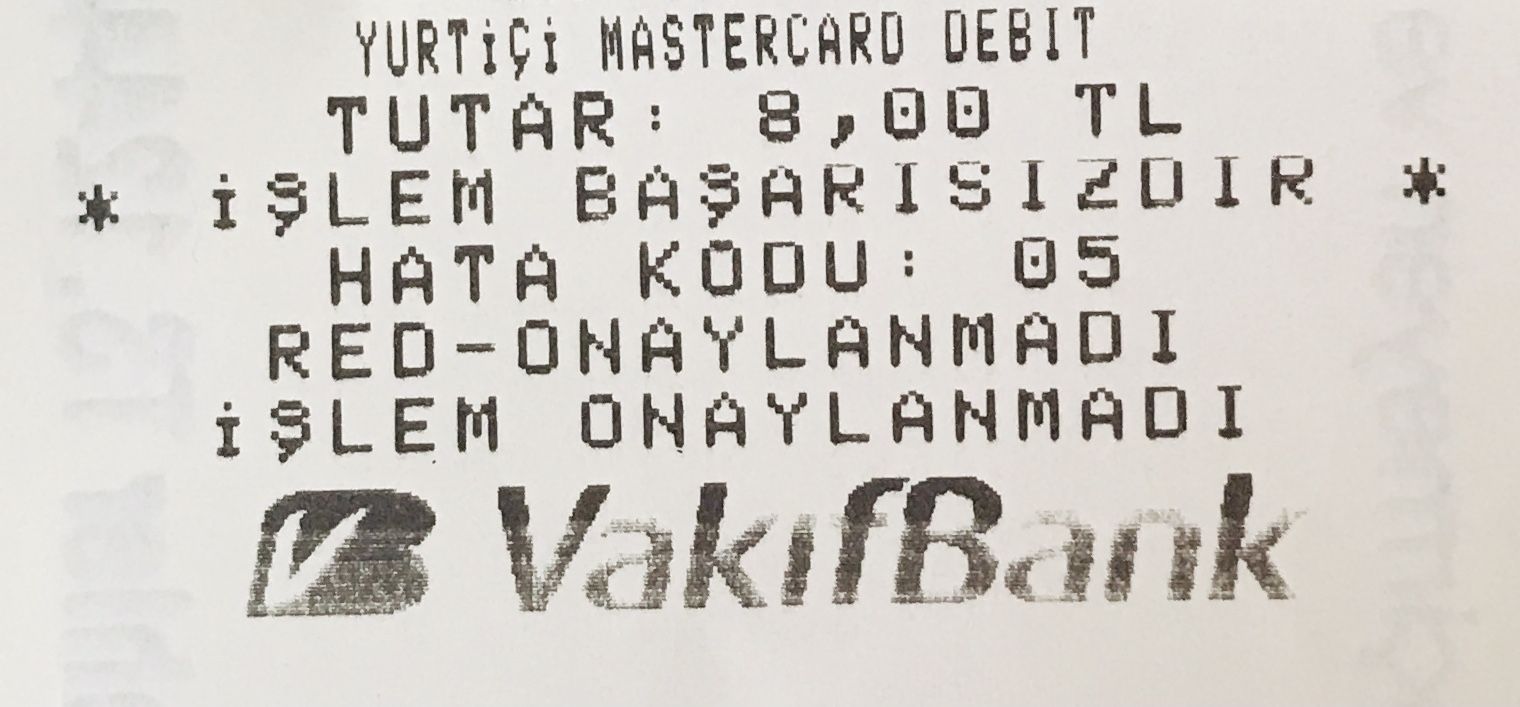 YURTİÇİ MASTERCARD DEBIT
TUTAR: 8,00 TL
* İŞLEM BAŞARISIZDIR *
HATA KODU: 05
RED-ONAYLANMADI
İŞLEM ONAYLANMADI
VakıfBank